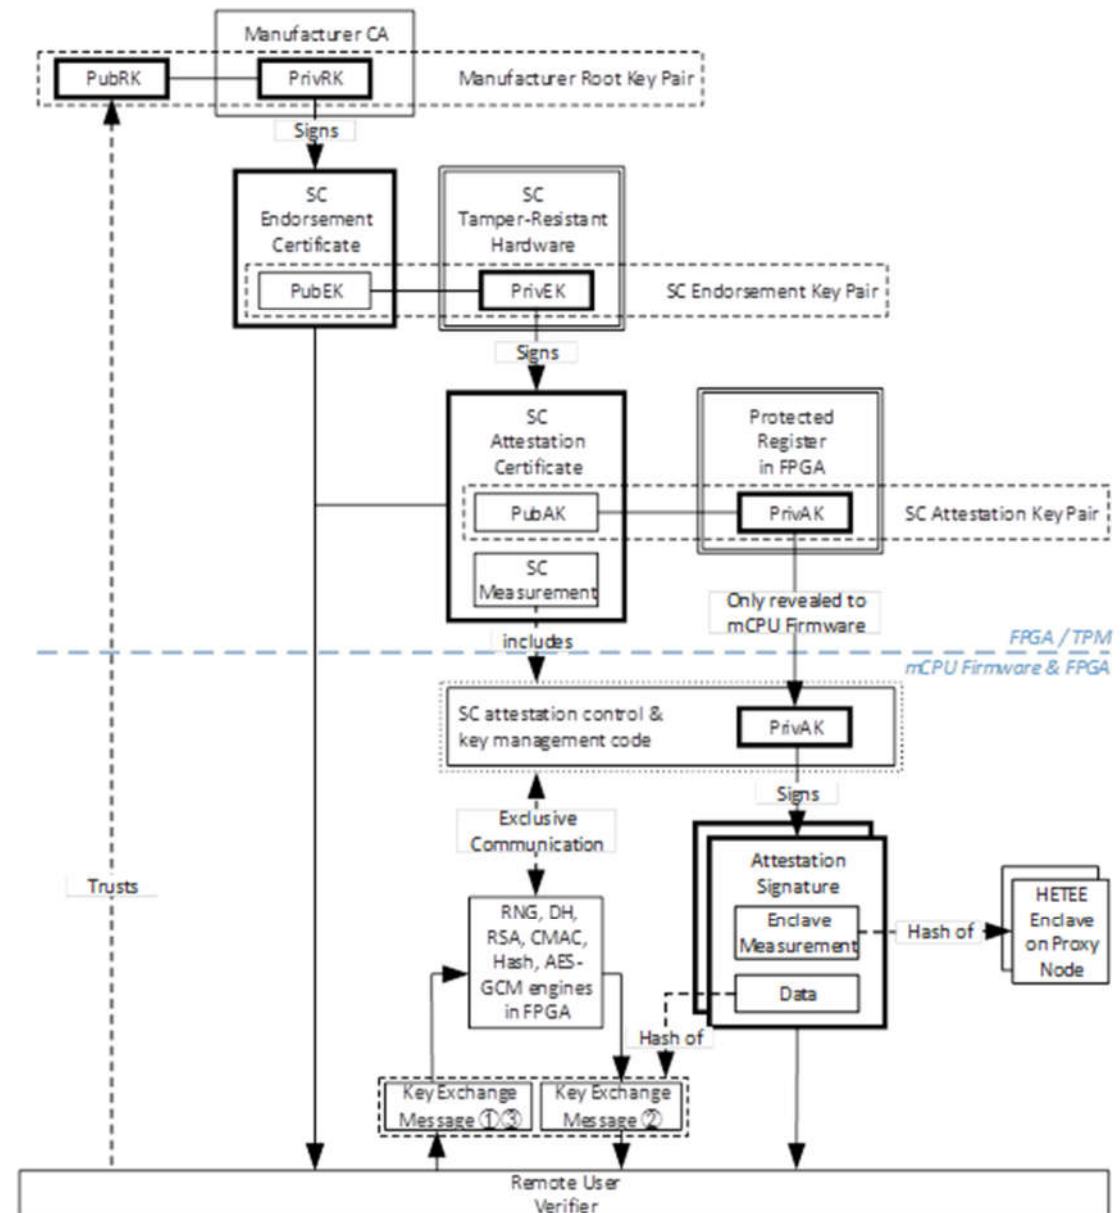 Manufacturer CA
PubRK
PrivRK
Manufacturer Root Key Pair
Signs
SC
Endorsement
Certificate
PubEK
SC
Tamper-Resistant
Hardware
PrivEK
SC Endorsement Key Pair
Signs
SC
Attestation
Certificate
PubAK
SC
Measurement
Protected
Register
in FPGA
PrivAK
SC Attestation Key Pair
Only revealed to
mCPU Firmware
includes
FPGA / TPM
mCPU Firmware & FPGA
SC attestation control &
key management code
PrivAK
Signs
Exclusive
Communication
Trusts
RNG, DH,
RSA, CMAC,
Hash, AES-
GCM engines
in FPGA
Attestation
Signature
Enclave
Measurement
Data
Hash of
HETEE
Enclave
on Proxy
Node
Hash of
Key Exchange
Message ①③
Key Exchange
Message ②
Remote User
Verifier